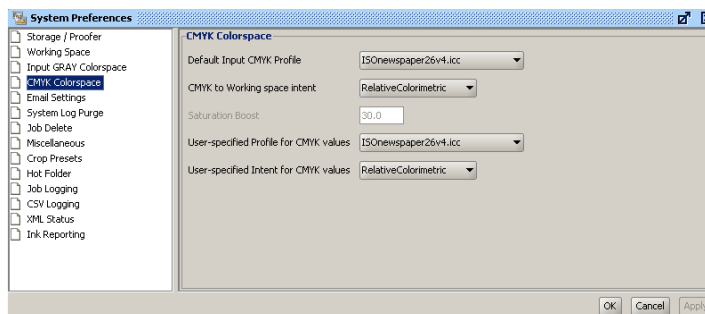 System Preferences
Storage / Proofer
Working Space
Input GRAY Colorspace
CMYK Colorspace
Email Settings
System Log Purge
Job Delete
Miscellaneous
Crop Presets
Hot Folder
Job Logging
CSV Logging
XML Status
Ink Reporting
CMYK Colorspace
Default Input CMYK Profile ISOnewspaper26v4.icc
CMYK to Working space intent RelativeColorimetric
Saturation Boost 30.0
User-specified Profile for CMYK values ISOnewspaper26v4.icc
User-specified Intent for CMYK values RelativeColorimetric
OK Cancel Apply